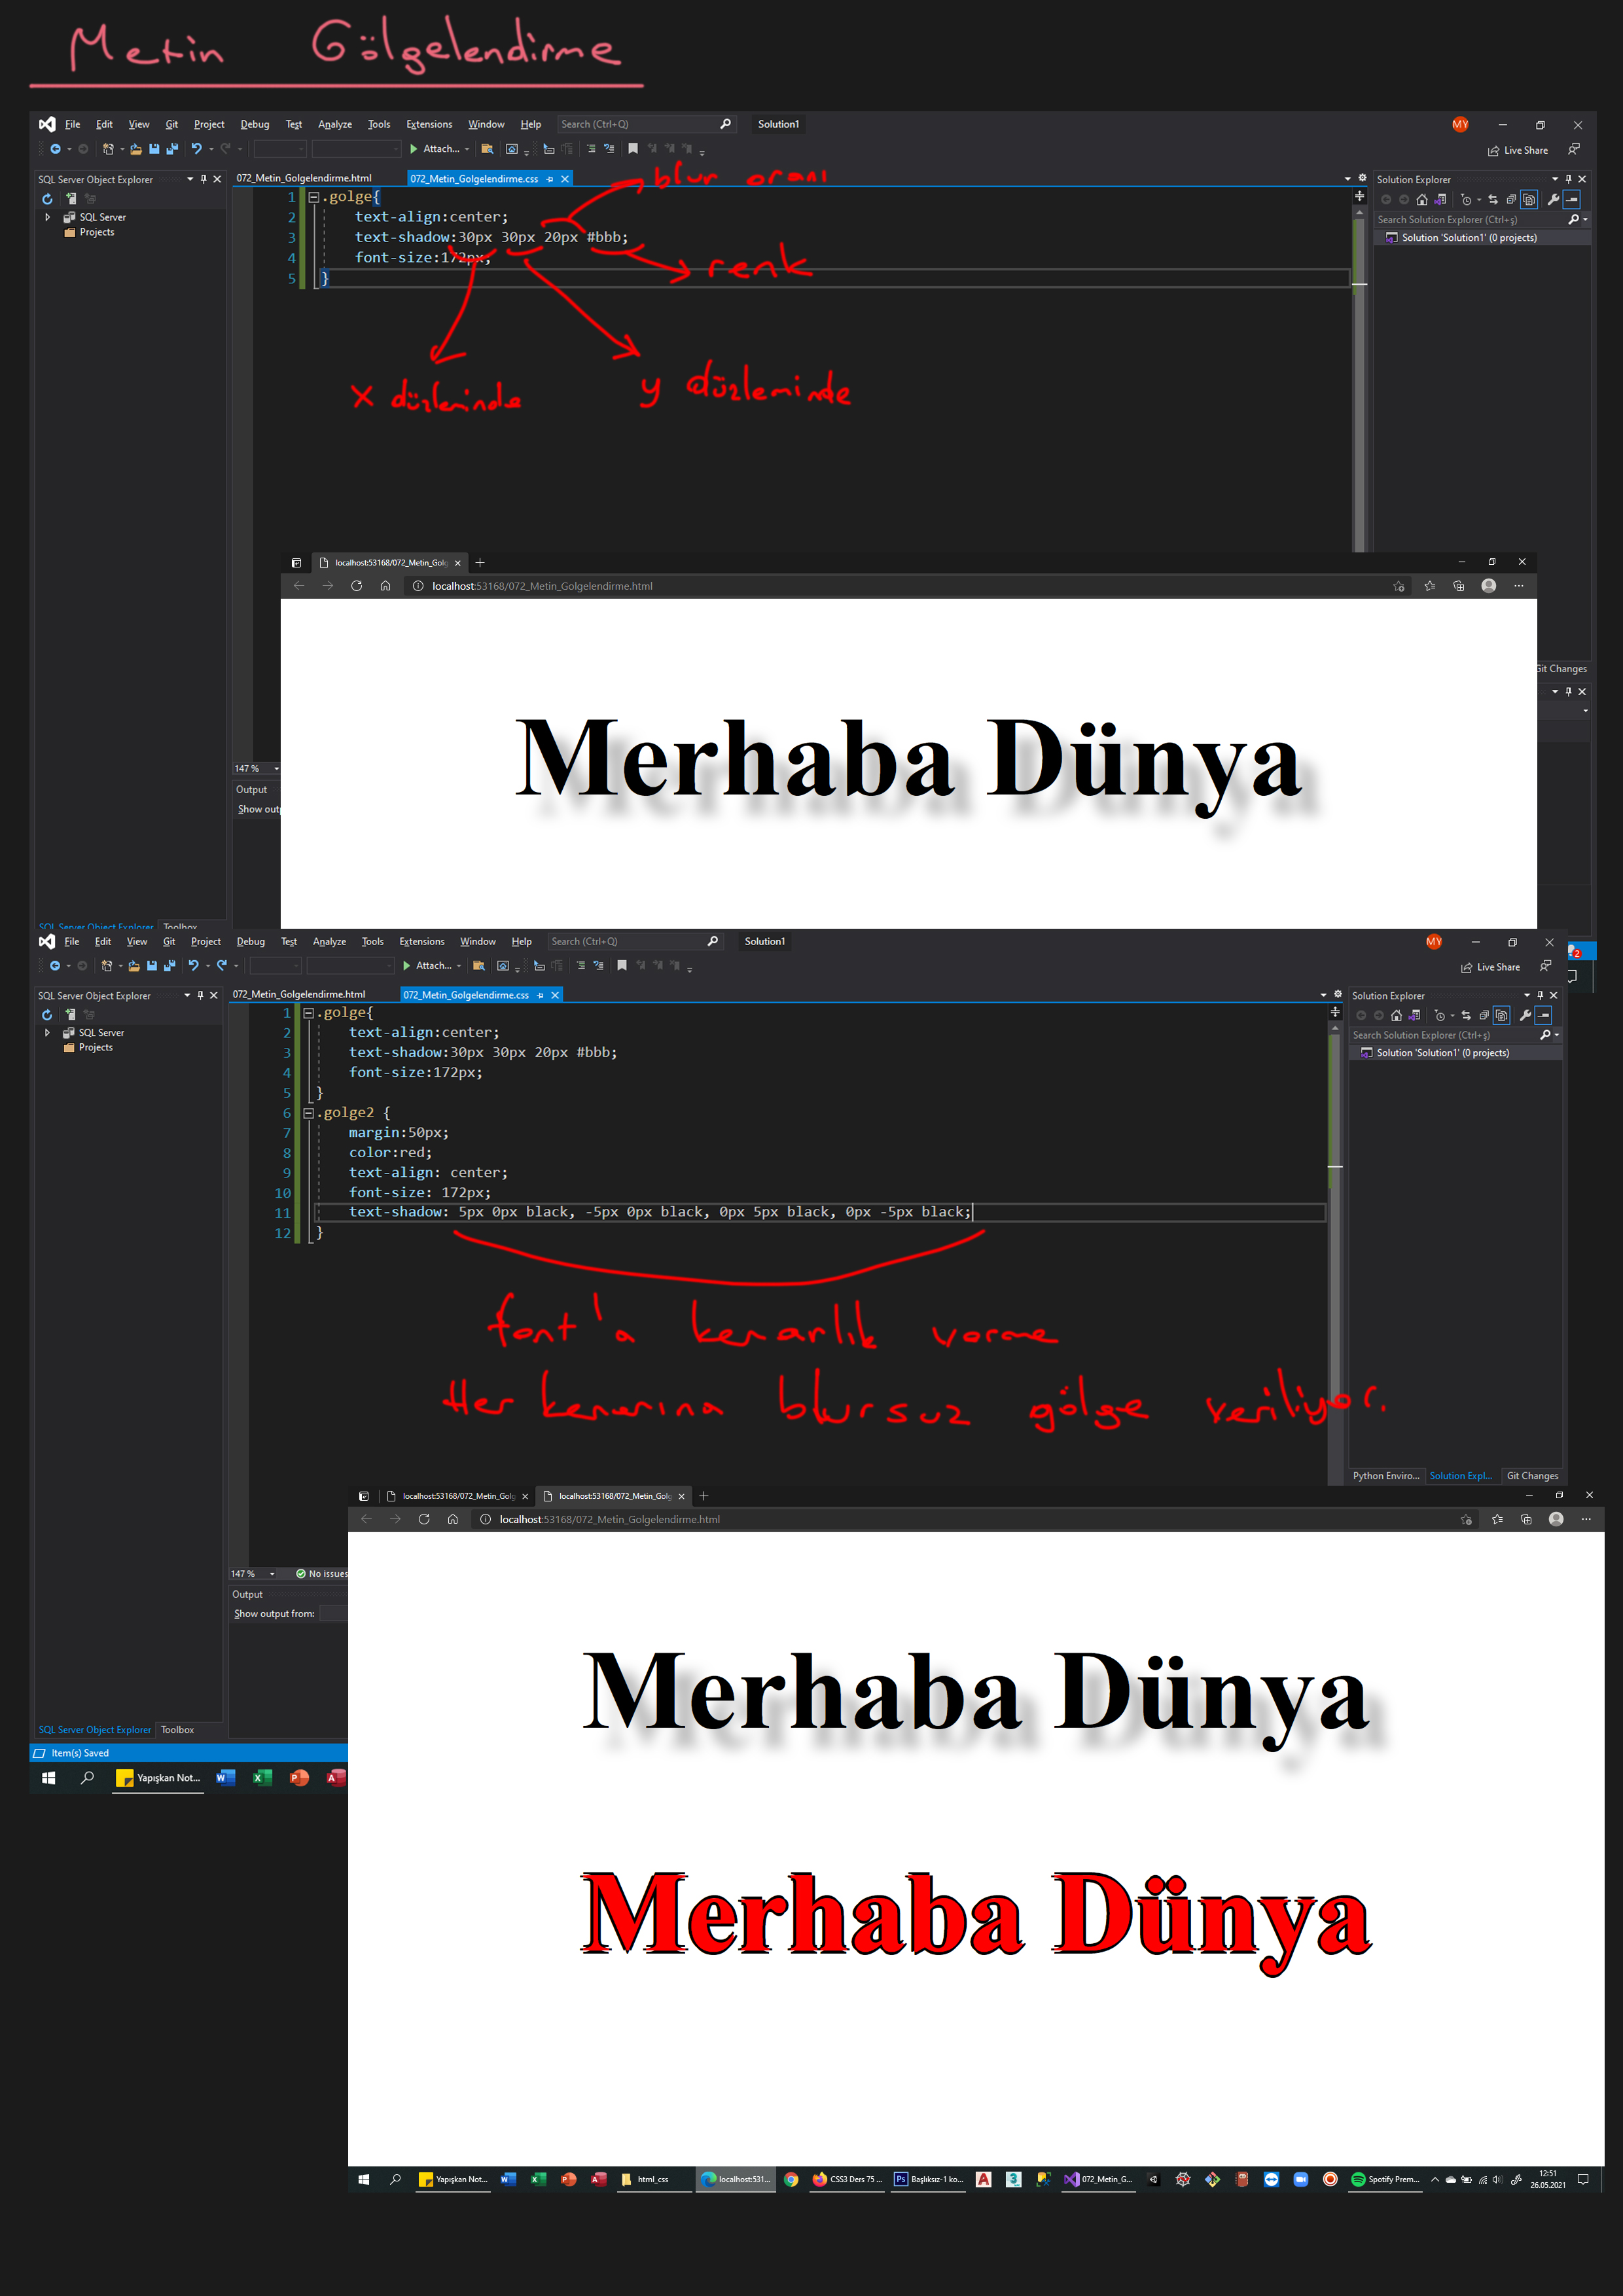 Metin Gölgelendirme
File Edit View Git Project Debug Test Analyze Tools Extensions Window Help Search (Ctrl+Q) Solution1 MY
Attach... Live Share
SQL Server Object Explorer 072_Metin_Golgelendirme.html 072_Metin_Golgelendirme.css Solution Explorer
blur oranı
SQL Server
Projects
Search Solution Explorer (Ctrl+ş)
Solution 'Solution1' (0 projects)
1 .golge{
2 text-align:center;
3 text-shadow:30px 30px 20px #bbb;
4 font-size:172px;
5 }
renk
x düzleminde
y düzleminde
localhost:53168/072_Metin_Golg
localhost:53168/072_Metin_Golgelendirme.html
Git Changes
Merhaba Dünya
147 %
Output
Show outp
SQL Server Object Explorer Toolbox
File Edit View Git Project Debug Test Analyze Tools Extensions Window Help Search (Ctrl+Q) Solution1 MY
2
Attach... Live Share
SQL Server Object Explorer 072_Metin_Golgelendirme.html 072_Metin_Golgelendirme.css Solution Explorer
SQL Server
Projects
Search Solution Explorer (Ctrl+ş)
Solution 'Solution1' (0 projects)
1 .golge{
2 text-align:center;
3 text-shadow:30px 30px 20px #bbb;
4 font-size:172px;
5 }
6 .golge2 {
7 margin:50px;
8 color:red;
9 text-align: center;
10 font-size: 172px;
11 text-shadow: 5px 0px black, -5px 0px black, 0px 5px black, 0px -5px black;
12 }
font'a kenarlık verme
Her kenarına blursuz gölge veriliyor.
Python Enviro... Solution Expl... Git Changes
localhost:53168/072_Metin_Golg localhost:53168/072_Metin_Golg
localhost:53168/072_Metin_Golgelendirme.html
147 % No issues
Output
Show output from:
Merhaba Dünya
SQL Server Object Explorer Toolbox
Item(s) Saved
Yapışkan Not...
Merhaba Dünya
Yapışkan Not... html_css localhost:531... CSS3 Ders 75 ... Başlıksız-1 ko... 072_Metin_G... Spotify Prem... 12:51
26.05.2021